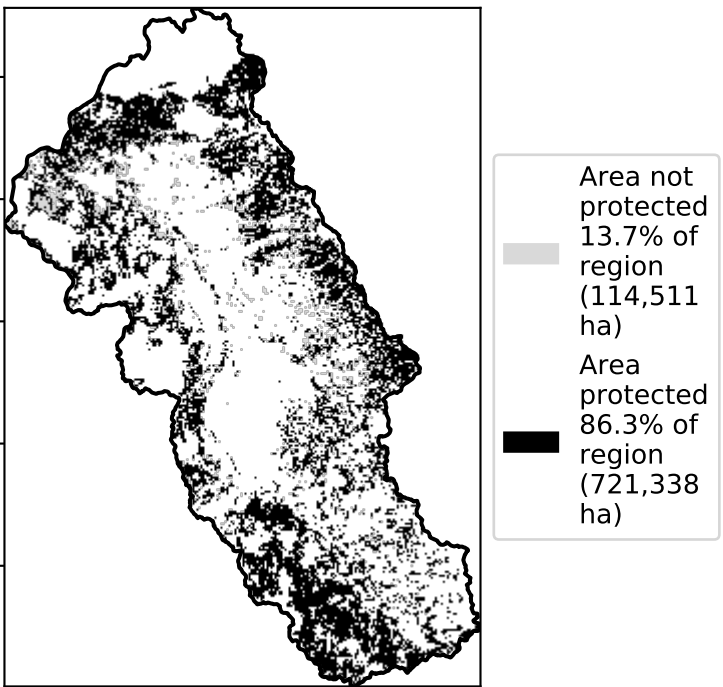 Area not
protected
13.7% of
region
(114,511
ha)
Area
protected
86.3% of
region
(721,338
ha)